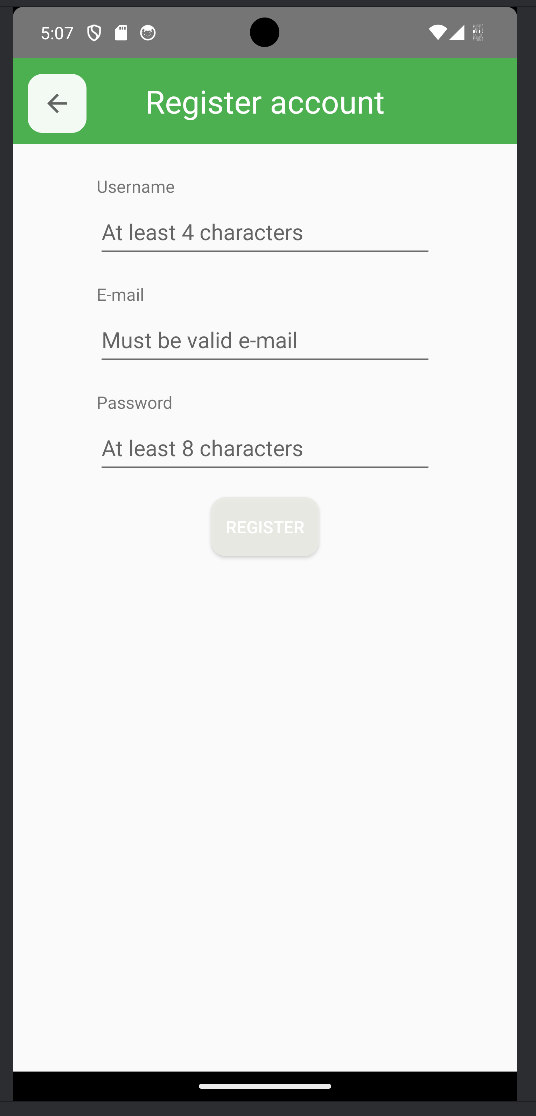 5:07
Register account
Username
At least 4 characters
E-mail
Must be valid e-mail
Password
At least 8 characters
REGISTER